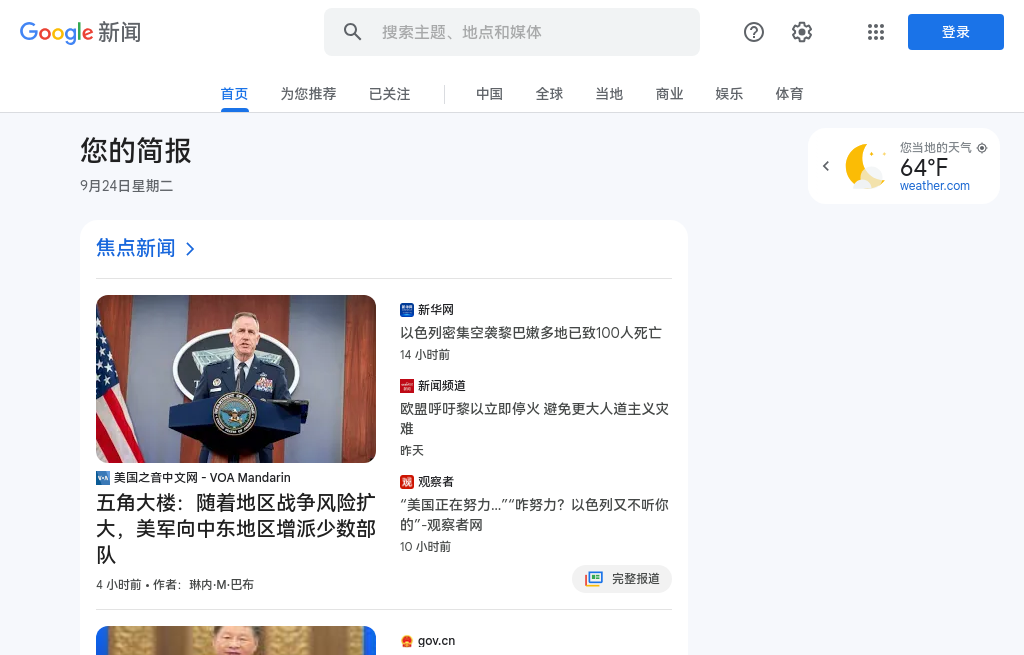 Google 新闻
搜索主题、地点和媒体
登录
首页
为您推荐
已关注
中国
全球
当地
商业
娱乐
体育
您的简报
9月24日星期二
您当地的天气
64°F
weather.com
焦点新闻
美国之音中文网 - VOA Mandarin
五角大楼：随着地区战争风险扩
大，美军向中东地区增派少数部
队
4 小时前 • 作者：琳内·M·巴布
新华网
以色列密集空袭黎巴嫩多地已致100人死亡
14 小时前
新闻频道
欧盟呼吁黎以立即停火 避免更大人道主义灾
难
昨天
观察者
“美国正在努力...”“咋努力？以色列又不听你
的”-观察者网
10 小时前
完整报道
gov.cn